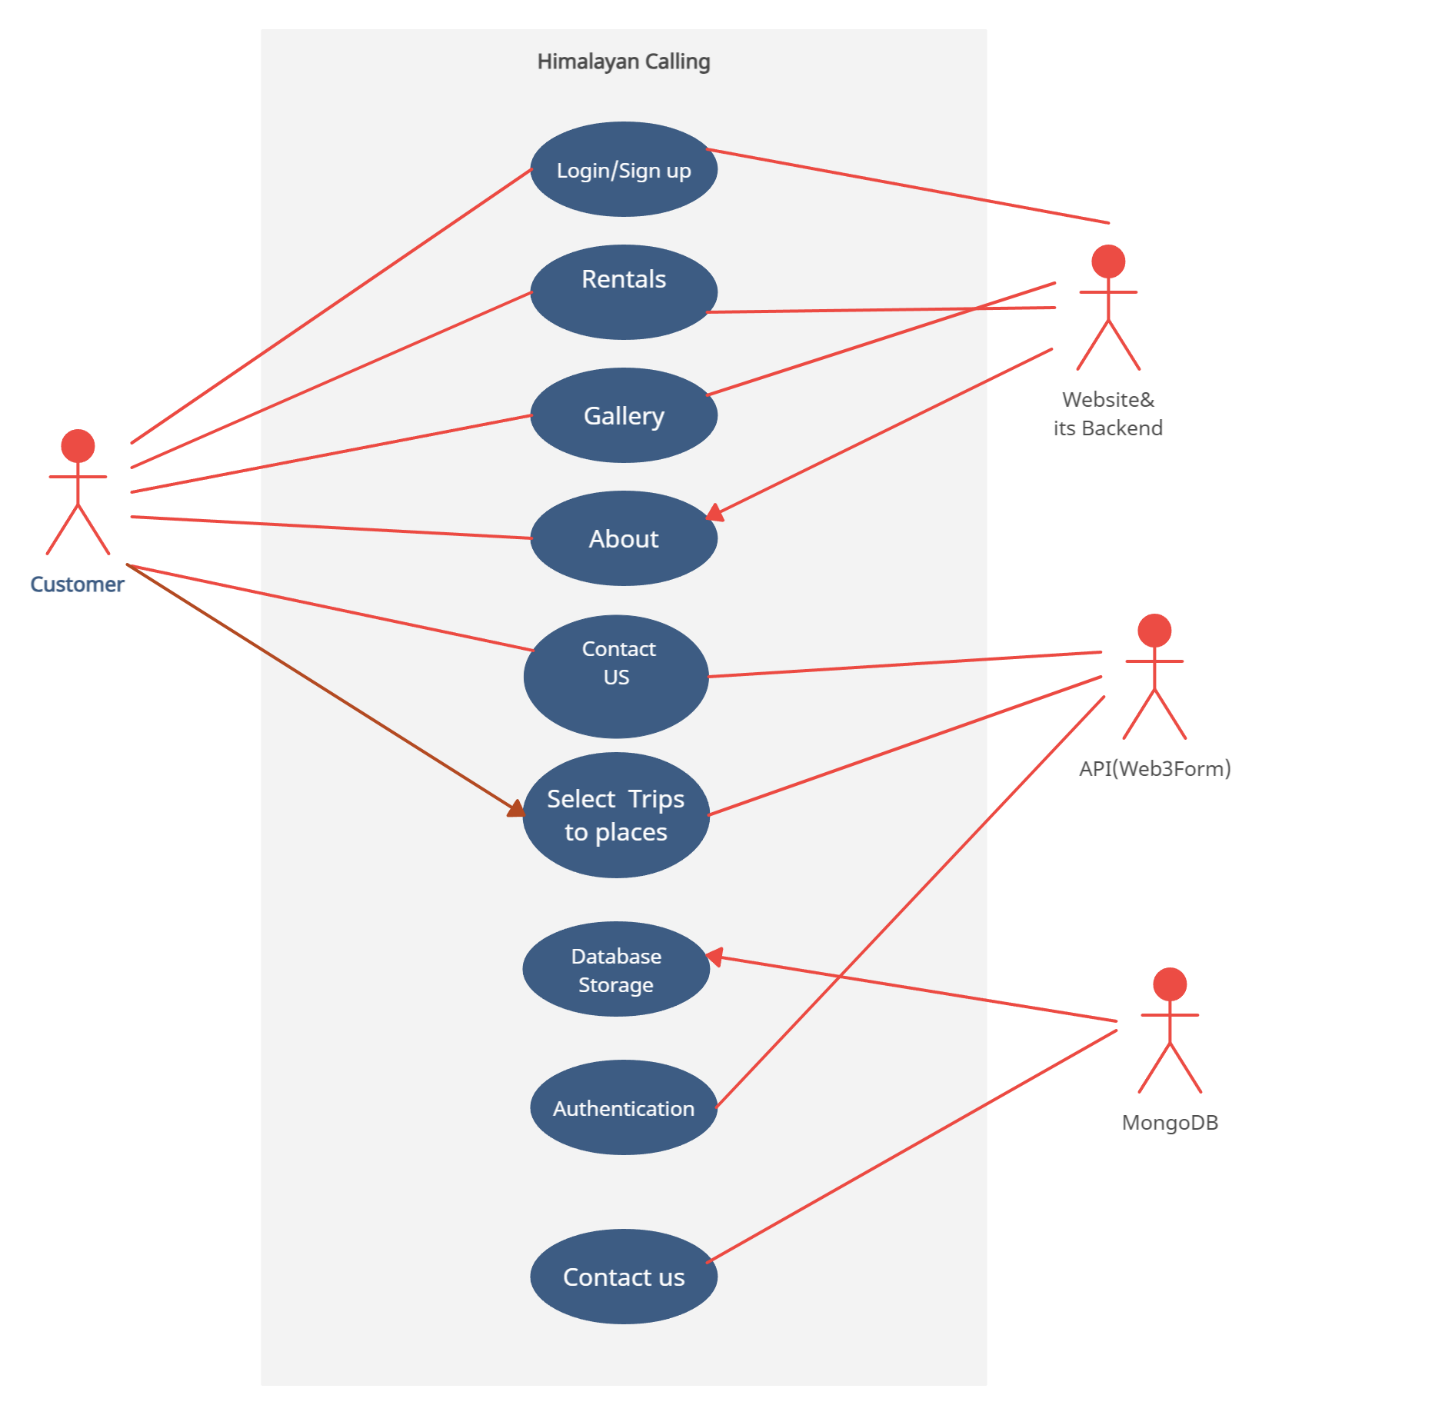 Himalayan Calling
Login/Sign up
Rentals
Gallery
About
Contact
US
Select  Trips
to places
Database
Storage
Authentication
Contact us
Customer
Website&
its Backend
API(Web3Form)
MongoDB